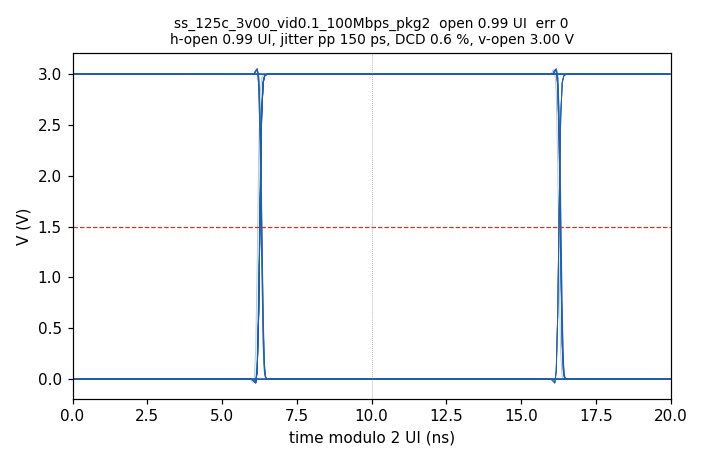 ss_125c_3v00_vid0.1_100Mbps_pkg2  open 0.99 UI  err 0
h-open 0.99 UI, jitter pp 150 ps, DCD 0.6 %, v-open 3.00 V
3.0
2.5
2.0
1.5
1.0
0.5
0.0
V (V)
0.0 2.5 5.0 7.5 10.0 12.5 15.0 17.5 20.0
time modulo 2 UI (ns)